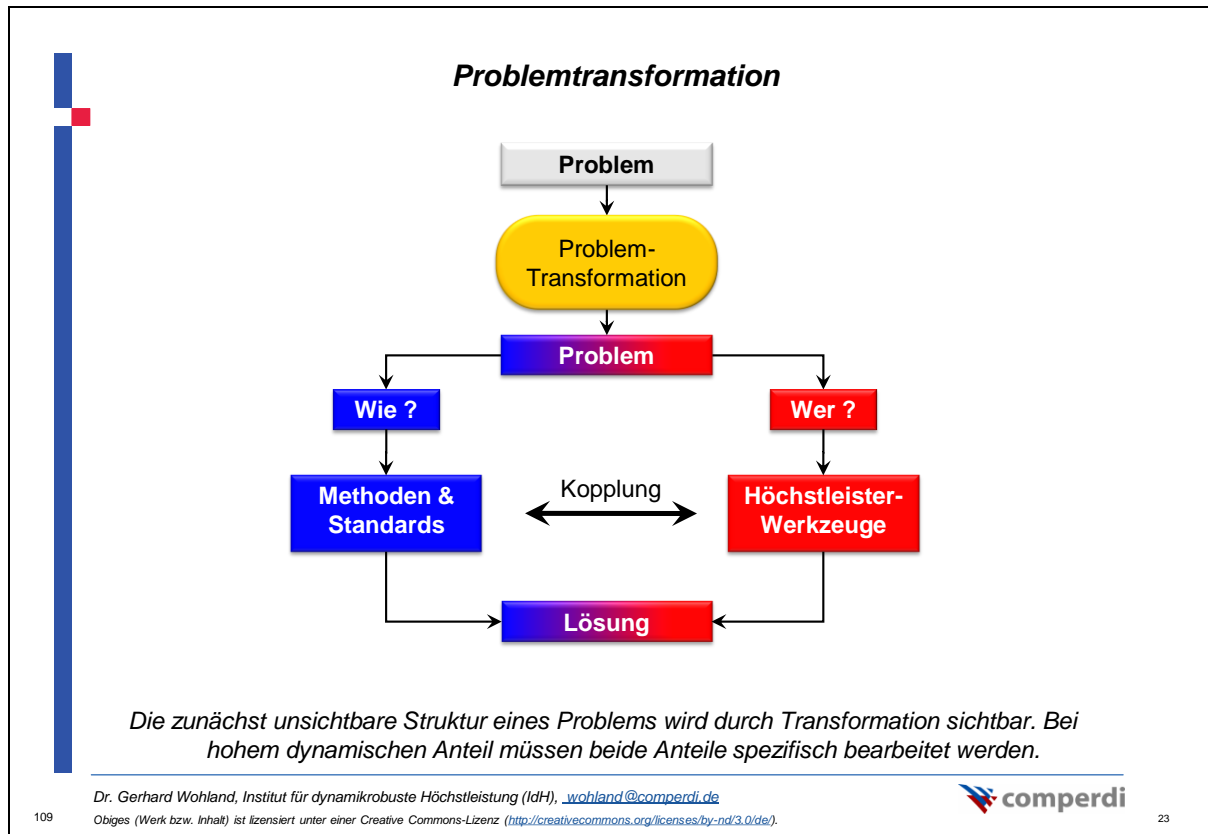 Problemtransformation
Problem
Problem-
Transformation
Problem
Wie ?
Wer ?
Methoden &
Standards
Kopplung
Höchstleister-
Werkzeuge
Lösung
Die zunächst unsichtbare Struktur eines Problems wird durch Transformation sichtbar. Bei
hohem dynamischen Anteil müssen beide Anteile spezifisch bearbeitet werden.
Dr. Gerhard Wohland, Institut für dynamikrobuste Höchstleistung (IdH), wohland@comperdi.de
Obiges (Werk bzw. Inhalt) ist lizensiert unter einer Creative Commons-Lizenz (http://creativecommons.org/licenses/by-nd/3.0/de/).
comperdi
109
23